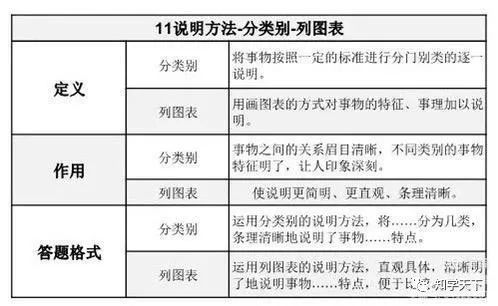 11说明方法-分类别-列图表
定义
分类别
将事物按照一定的标准进行分门别类的逐一
说明。
列图表
用画图表的方式对事物的特征、事理加以说
明。
作用
分类别
事物之间的关系眉目清晰，不同类别的事物
特征明了，让人印象深刻。
列图表
使说明更简明、更直观、条理清晰。
答题格式
分类别
运用分类别的说明方法，将……分为几类，
条理清晰地说明了事物……特点。
列图表
运用列图表的说明方法，直观具体，清晰明
了地说明事物……特点，便于
知学天下